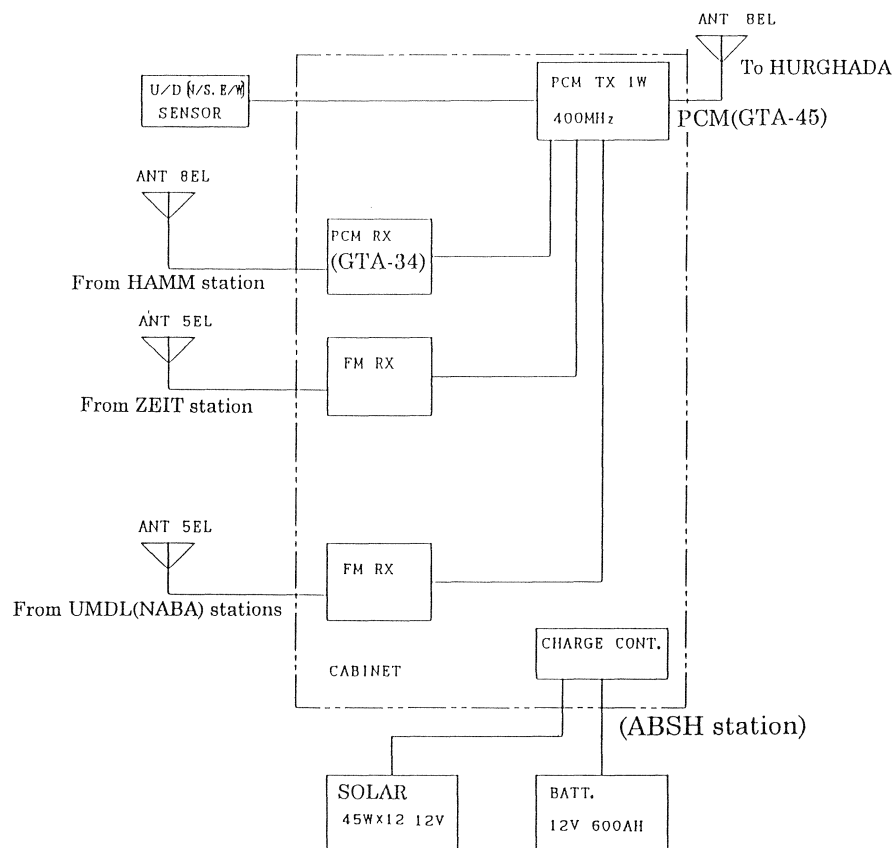 ANT 8EL
To HURGHADA
U/D (N/S. E/W)
SENSOR
PCM TX 1W
400MHz
PCM(GTA-45)
ANT 8EL
PCM RX
(GTA-34)
From HAMM station
ANT 5EL
FM RX
From ZEIT station
ANT 5EL
FM RX
From UMDL(NABA) stations
CHARGE CONT.
CABINET
(ABSH station)
SOLAR
45W×12 12V
BATT.
12V 600AH